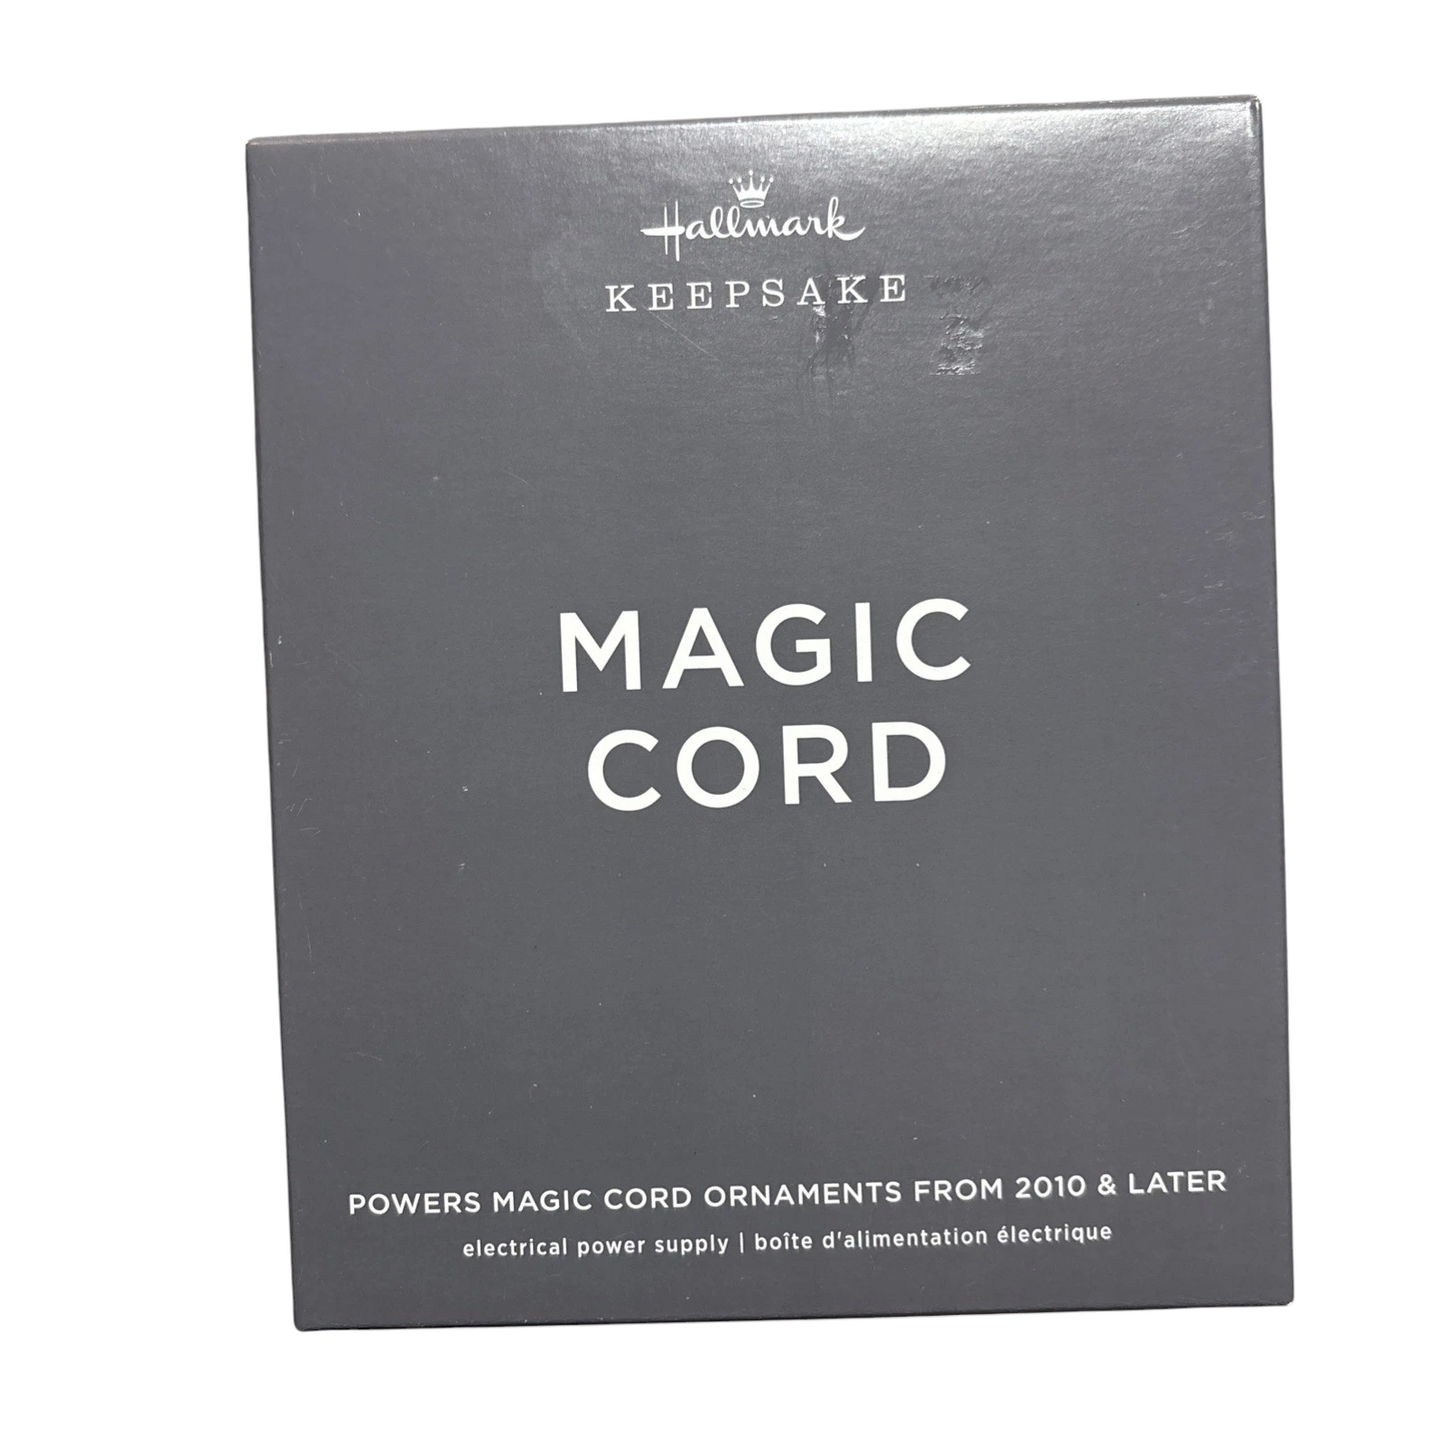 Hallmark
KEEPSAKE
MAGIC
CORD
POWERS MAGIC CORD ORNAMENTS FROM 2010 & LATER
electrical power supply | boîte d'alimentation électrique